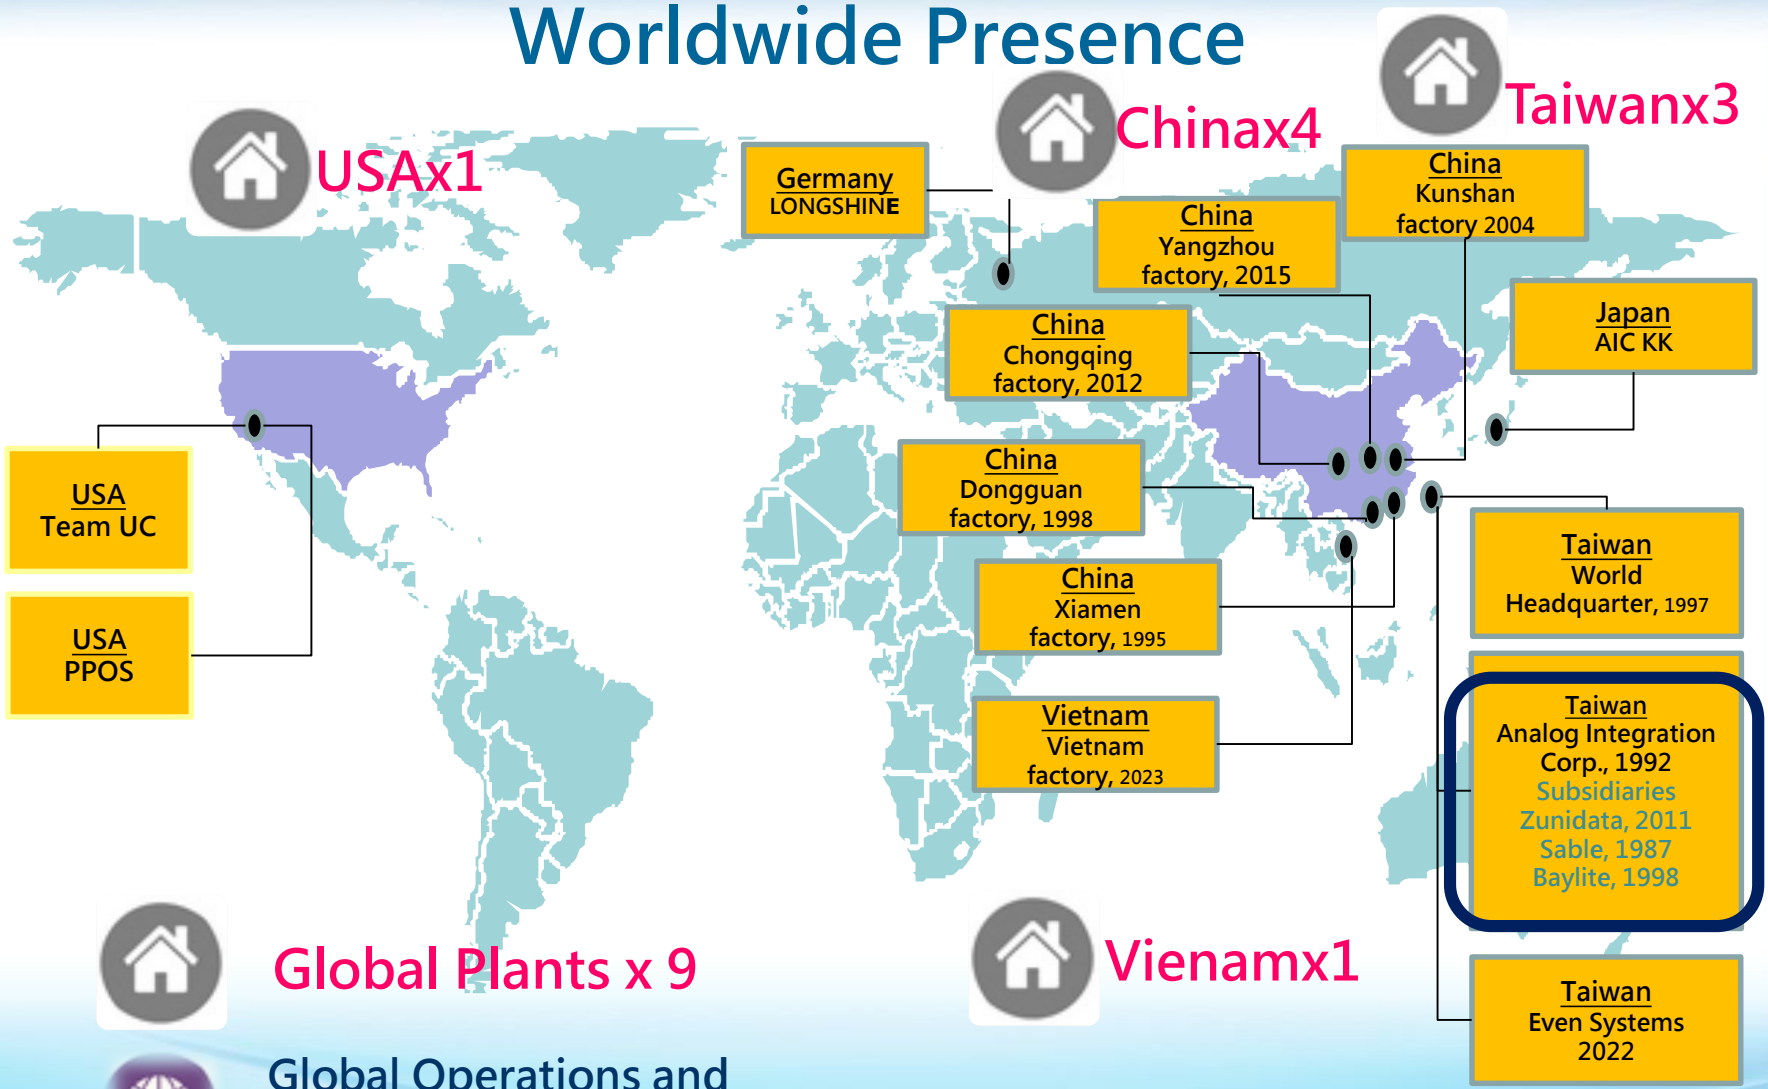 Worldwide Presence
USAx1
Chinax4
Taiwanx3
Germany
LONGSHINE
China
Kunshan
factory 2004
China
Yangzhou
factory, 2015
Japan
AIC KK
China
Chongqing
factory, 2012
China
Dongguan
factory, 1998
USA
Team UC
Taiwan
World
Headquarter, 1997
China
Xiamen
factory, 1995
USA
PPOS
Vietnam
Vietnam
factory, 2023
Taiwan
Analog Integration
Corp., 1992
Subsidiaries
Zunidata, 2011
Sable, 1987
Baylite, 1998
Global Plants x 9
Vienamx1
Taiwan
Even Systems
2022
Global Operations and